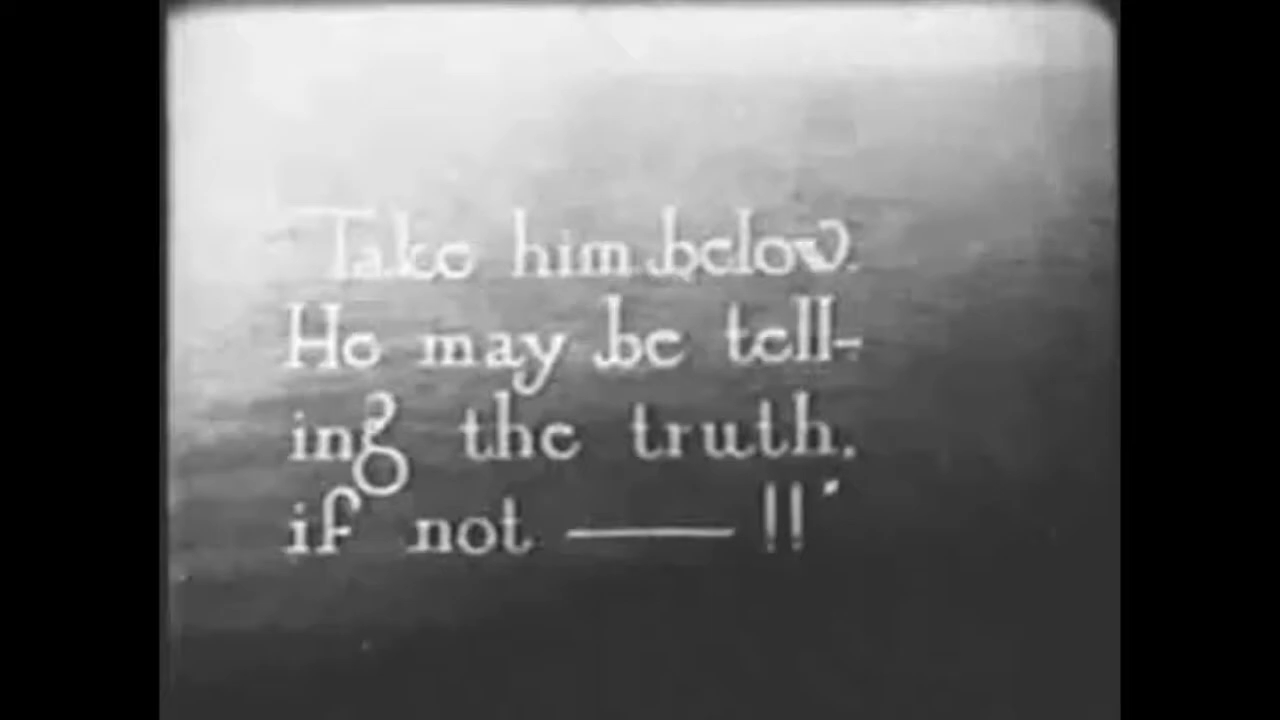 Take him below.
He may be tell-
ing the truth,
if not —— !!"